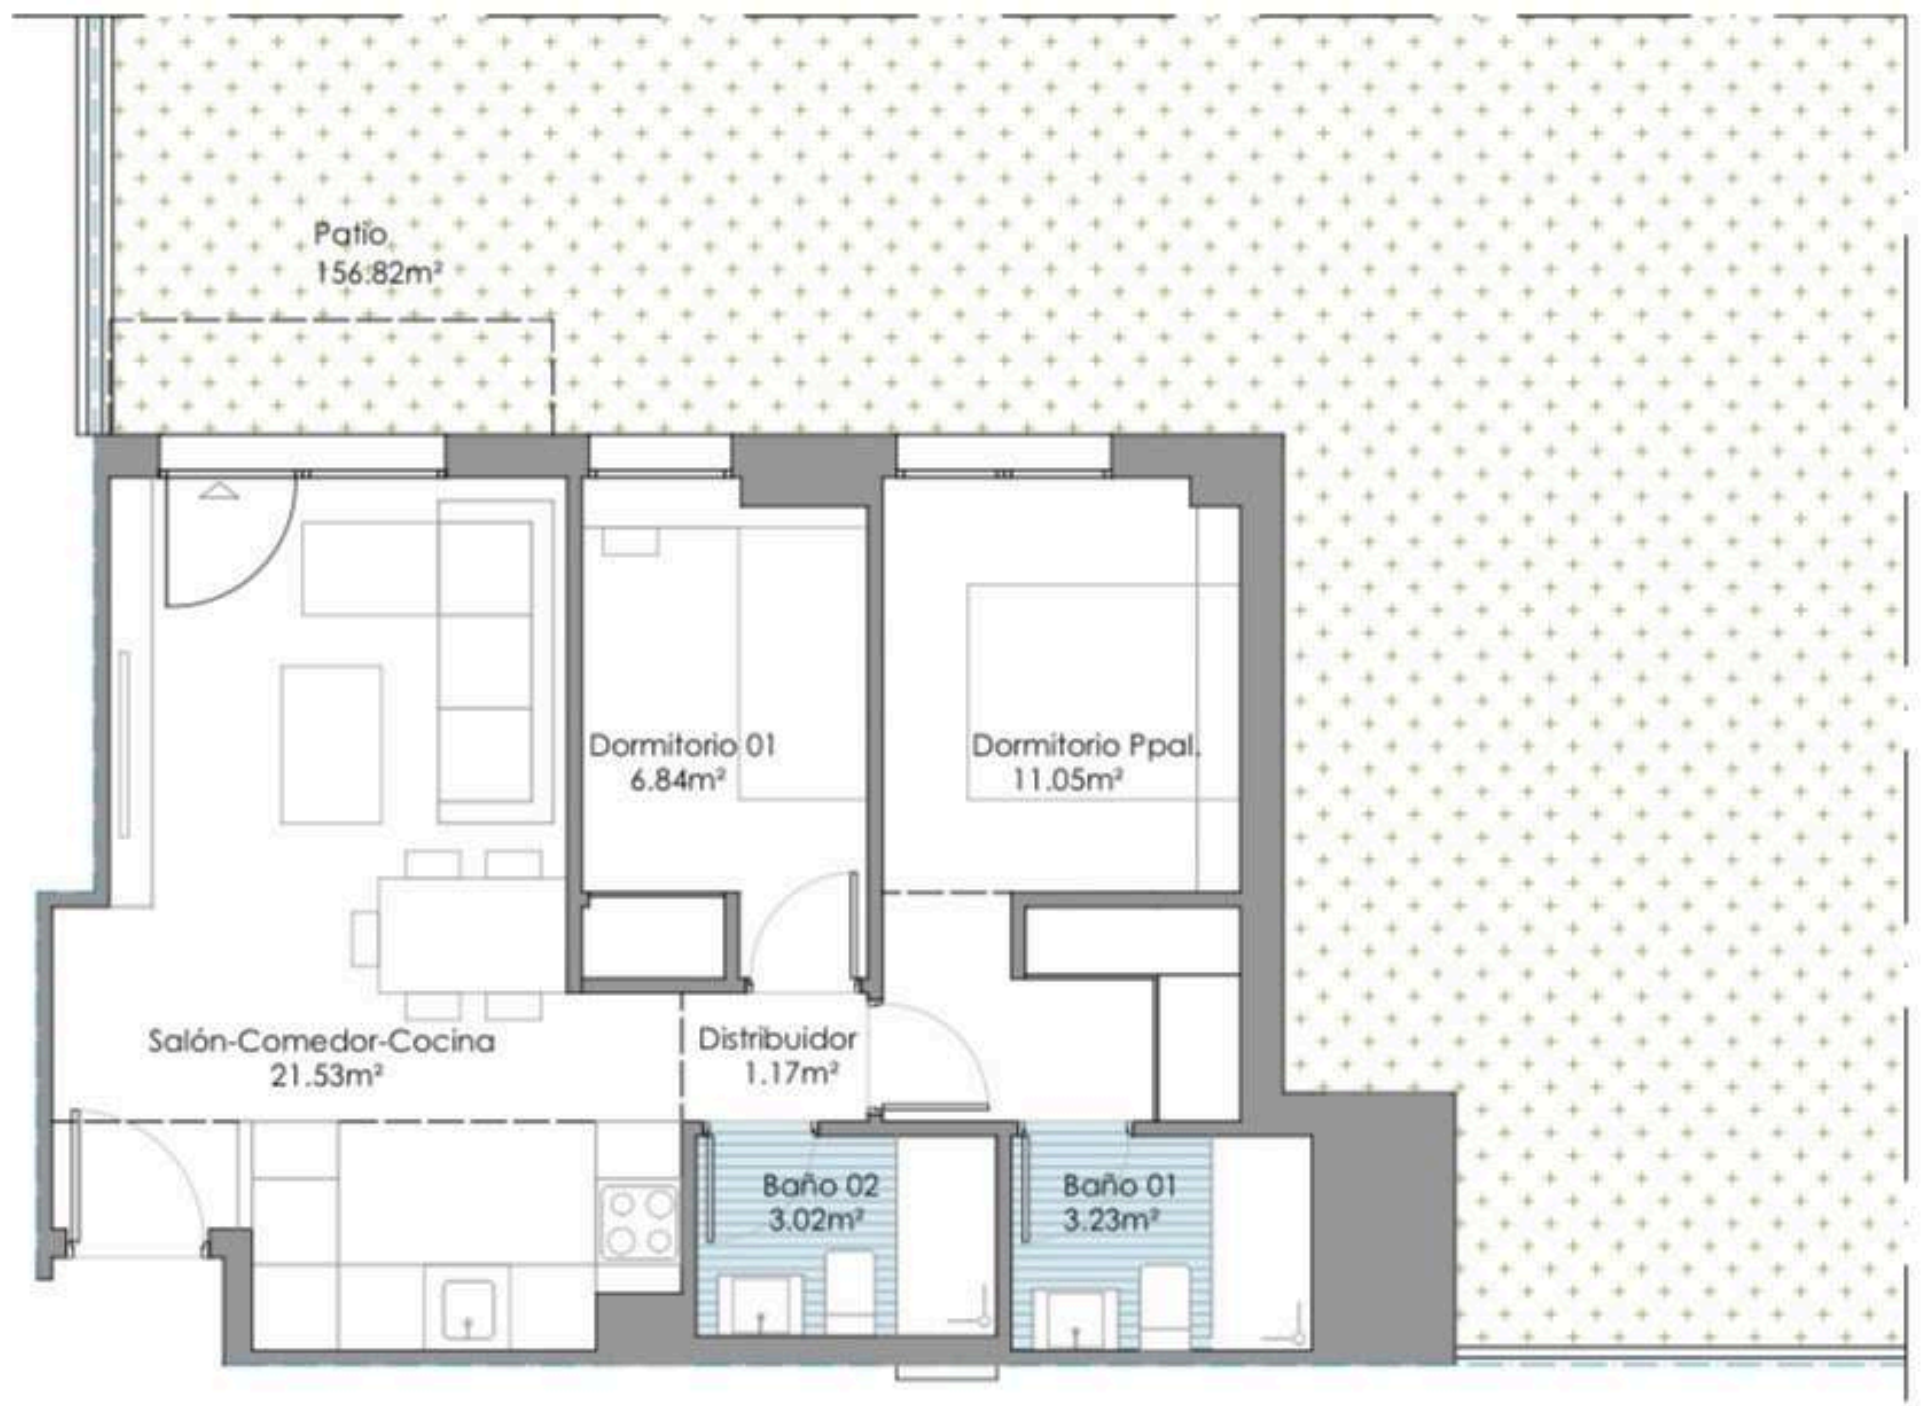 Patio
156.82m²
Dormitorio 01
6.84m²
Dormitorio Ppal.
11.05m²
Salón-Comedor-Cocina
21.53m²
Distribuidor
1.17m²
Baño 02
3.02m²
Baño 01
3.23m²